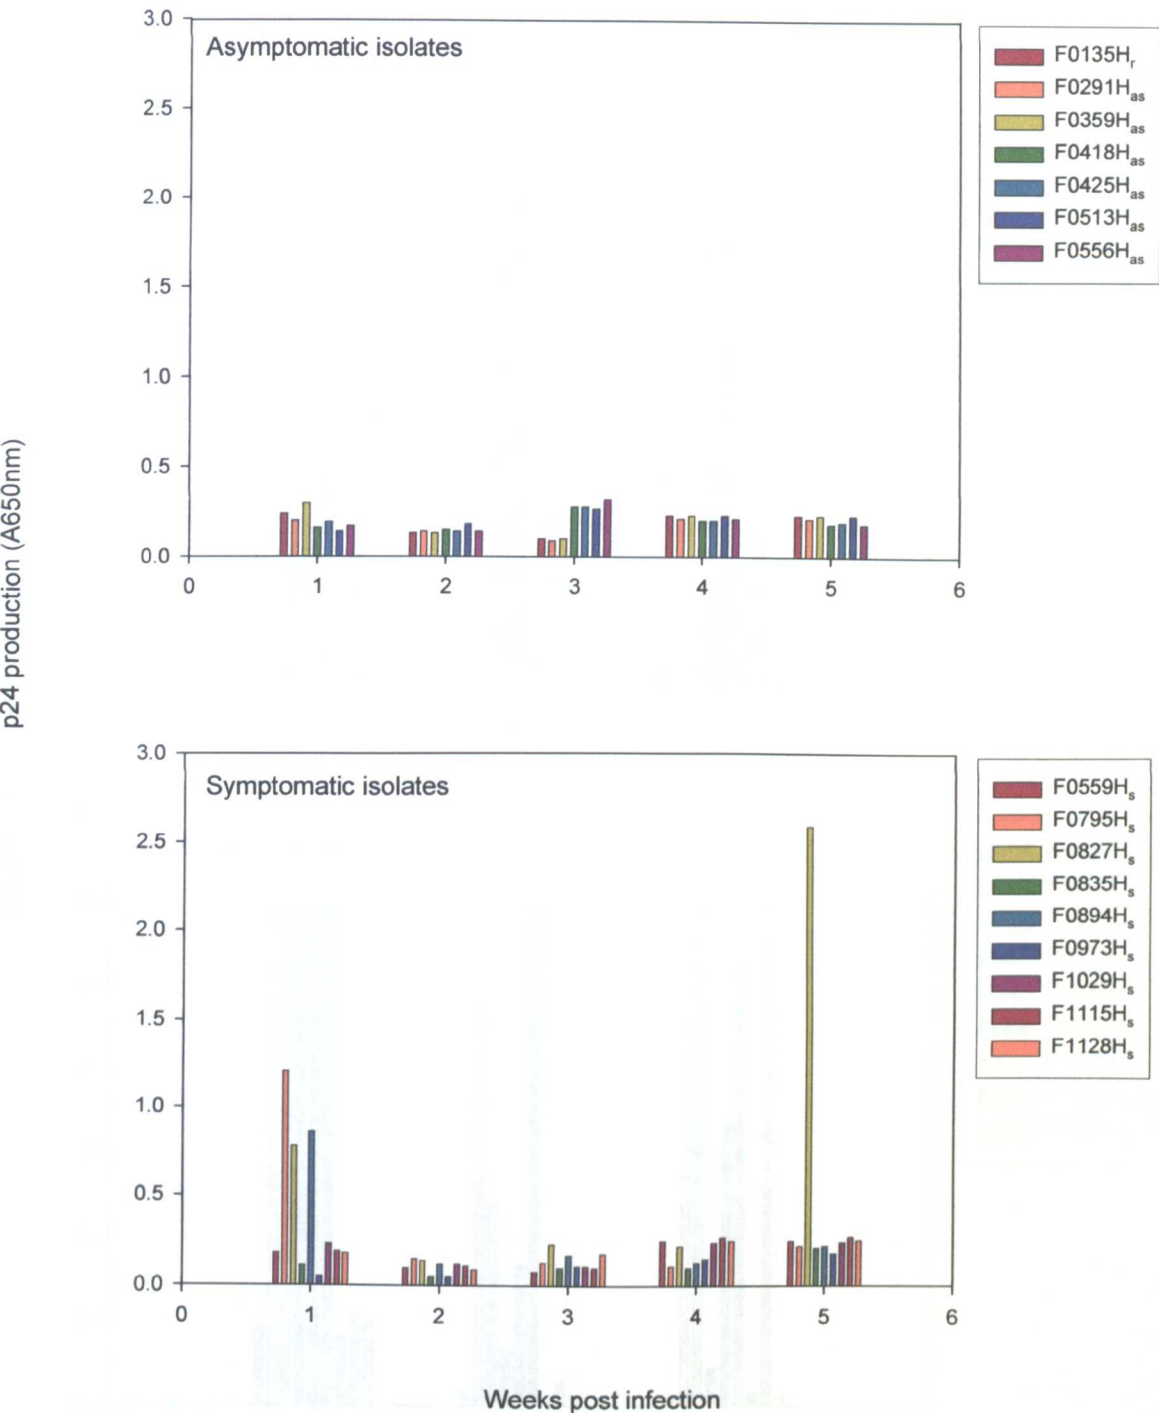 p24 production (A650nm)
3.0
2.5
2.0
1.5
1.0
0.5
0.0
0 1 2 3 4 5 6
Asymptomatic isolates
F0135Hr
F0291Has
F0359Has
F0418Has
F0425Has
F0513Has
F0556Has
3.0
2.5
2.0
1.5
1.0
0.5
0.0
0 1 2 3 4 5 6
Symptomatic isolates
F0559Hs
F0795Hs
F0827Hs
F0835Hs
F0894Hs
F0973Hs
F1029Hs
F1115Hs
F1128Hs
Weeks post infection